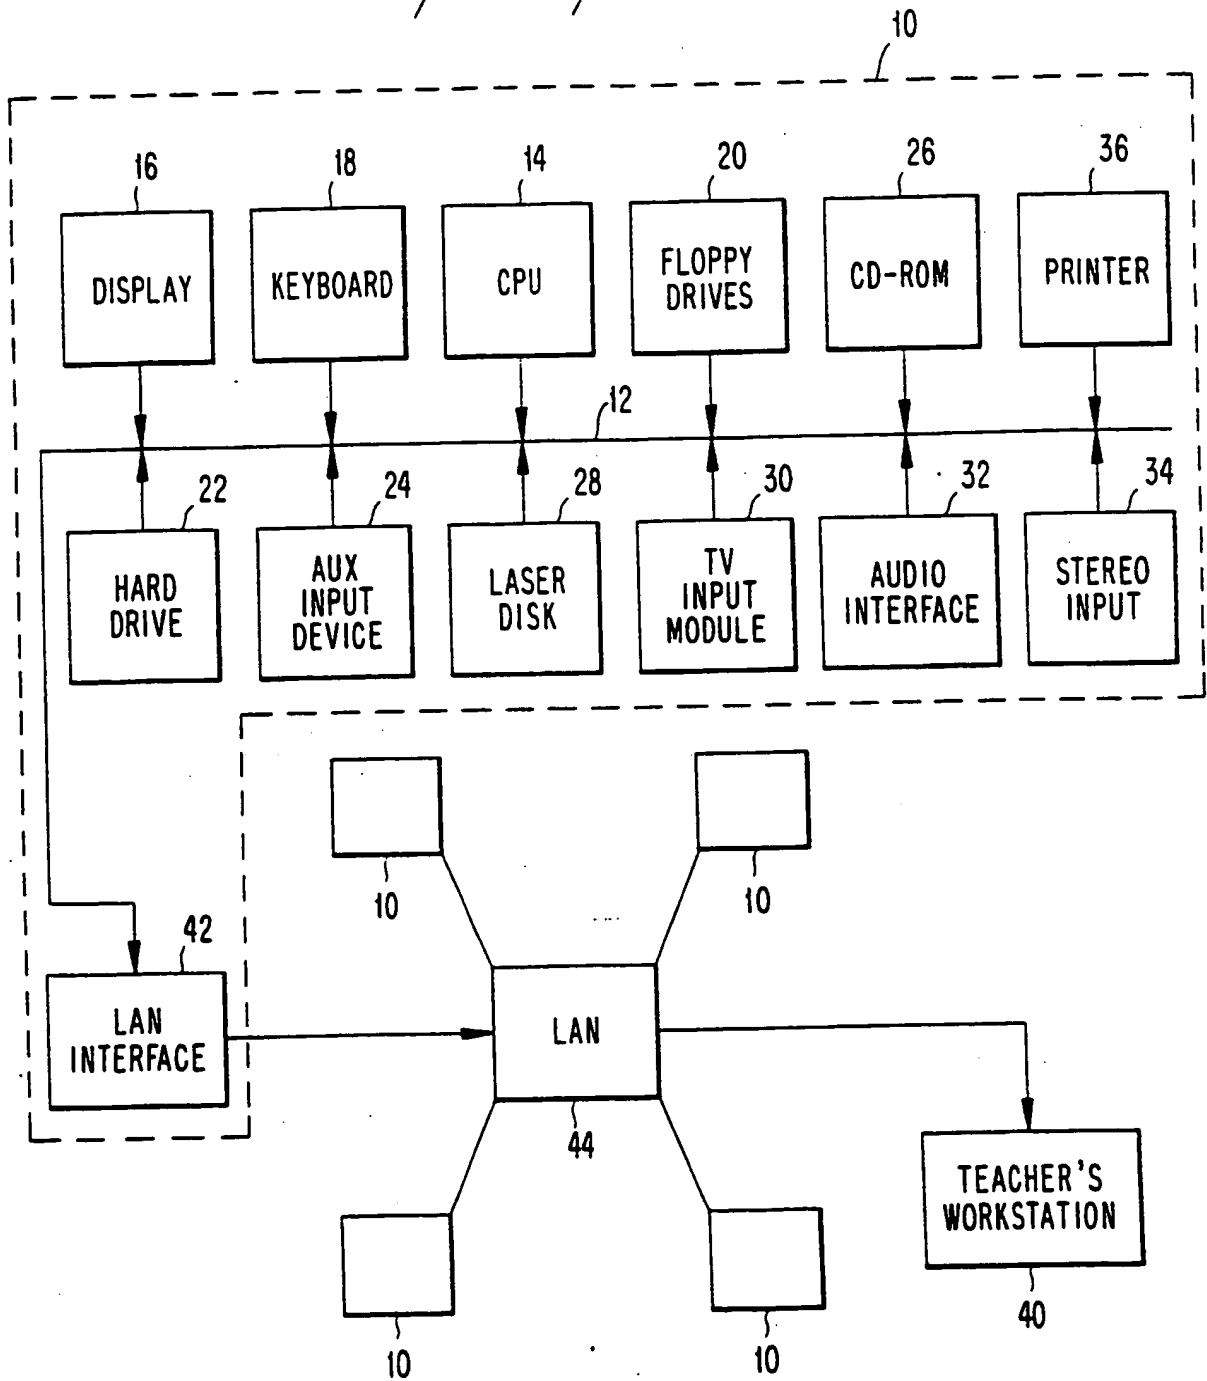 10
16
18
14
20
26
36
DISPLAY
KEYBOARD
CPU
FLOPPY
DRIVES
CD-ROM
PRINTER
12
22
24
28
30
32
34
HARD
DRIVE
AUX
INPUT
DEVICE
LASER
DISK
TV
INPUT
MODULE
AUDIO
INTERFACE
STEREO
INPUT
10
10
42
LAN
INTERFACE
LAN
44
TEACHER'S
WORKSTATION
40
10
10